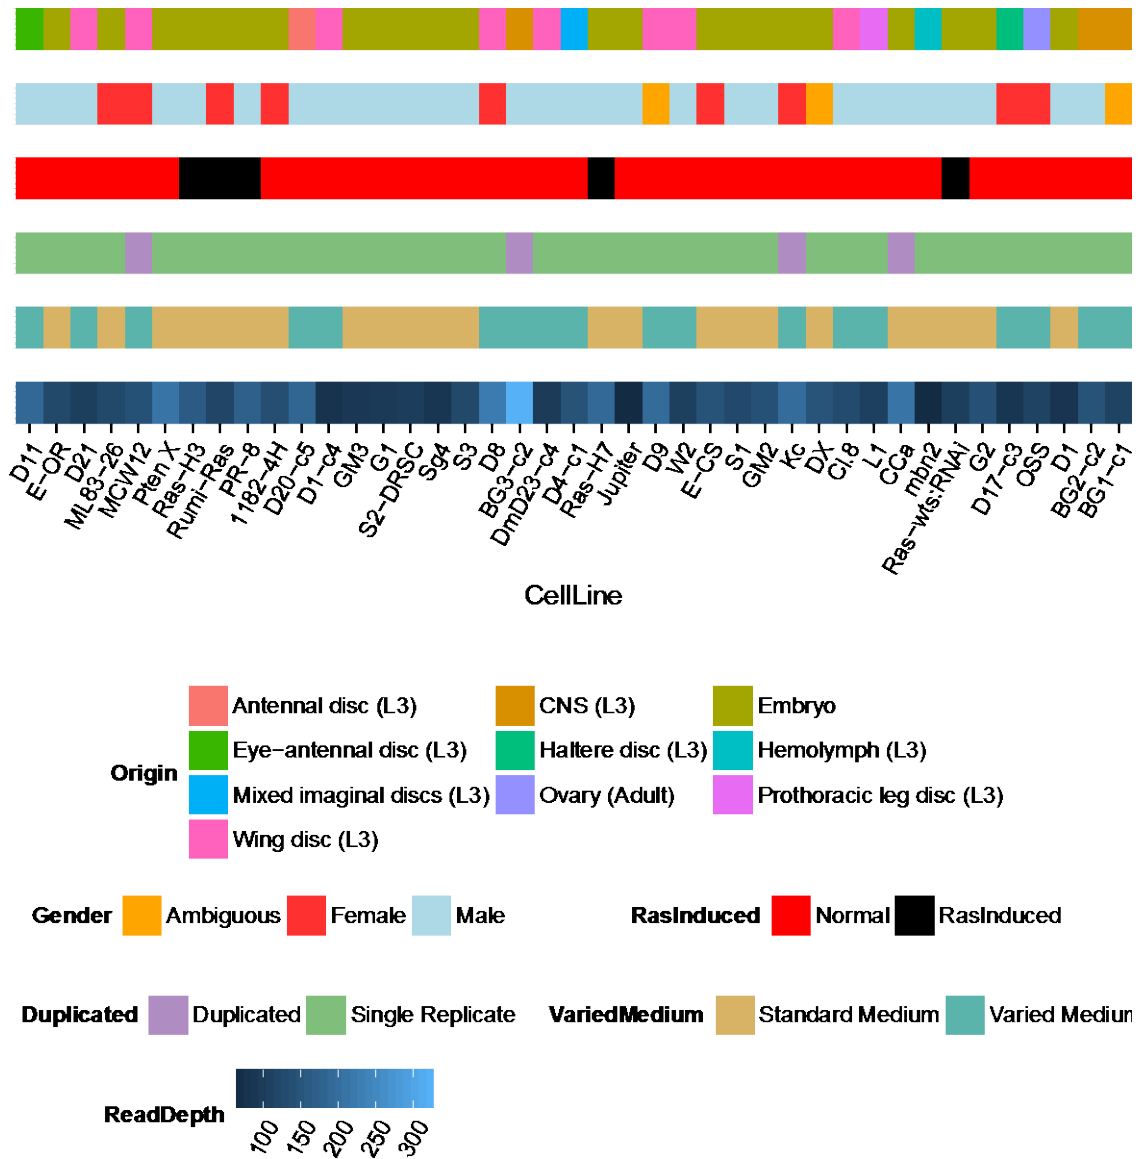 D11
E-OR
D21
ML83-26
MCW12
Pten X
Ras-H3
Rumi-Ras
PR-8
1182-4H
D20-c5
D1-c4
GM3
G1
S2-DRSC
Sg4
S3
D8
BG3-c2
DmD23-c4
D4-c1
Ras-H7
Jupiter
D9
W2
E-CS
S1
GM2
Kc
DX
Cl.8
L1
CCa
mbn2
Ras-wts:RNAi
G2
D17-c3
OSS
D1
BG2-c2
BG1-c1
CellLine
Antennal disc (L3) CNS (L3) Embryo
Eye-antennal disc (L3) Haltere disc (L3) Hemolymph (L3)
Origin
Mixed imaginal discs (L3) Ovary (Adult) Prothoracic leg disc (L3)
Wing disc (L3)
Gender Ambiguous Female Male RasInduced Normal RasInduced
Duplicated Duplicated Single Replicate VariedMedium Standard Medium Varied Medium
ReadDepth
100 150 200 250 300